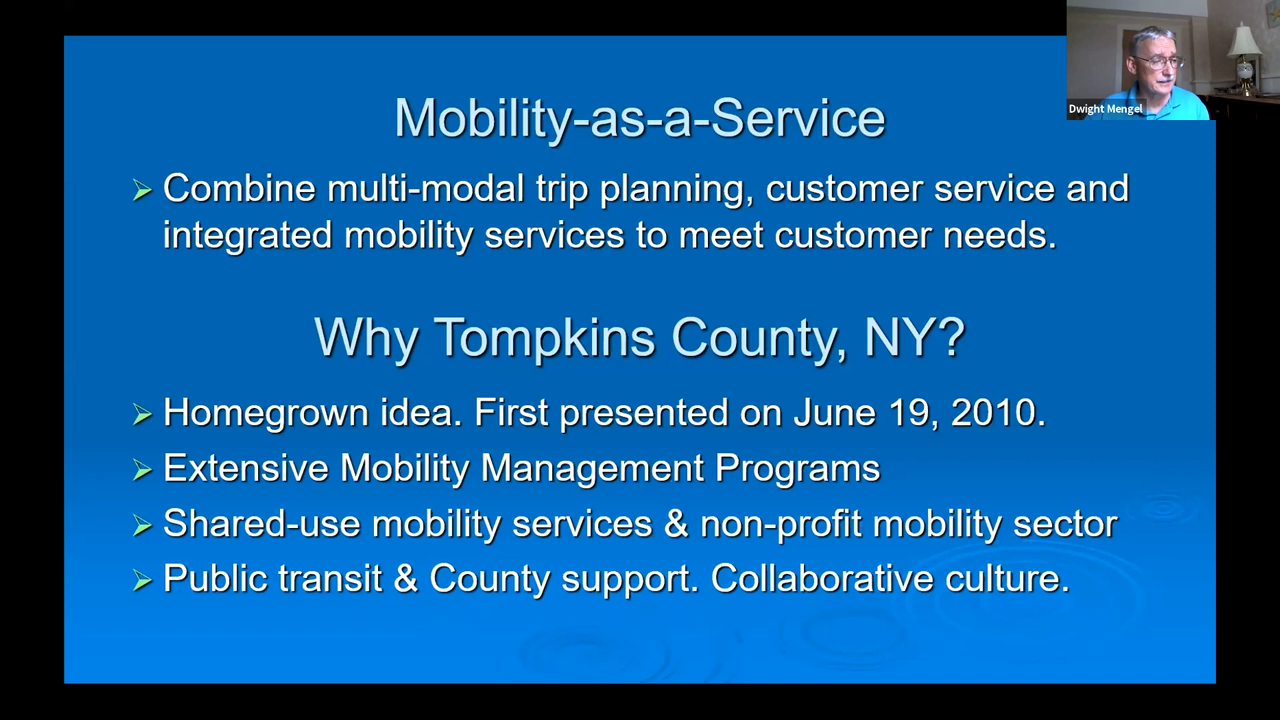 Mobility-as-a-Service
Dwight Mengel
Combine multi-modal trip planning, customer service and
integrated mobility services to meet customer needs.
Why Tompkins County, NY?
Homegrown idea. First presented on June 19, 2010.
Extensive Mobility Management Programs
Shared-use mobility services & non-profit mobility sector
Public transit & County support. Collaborative culture.